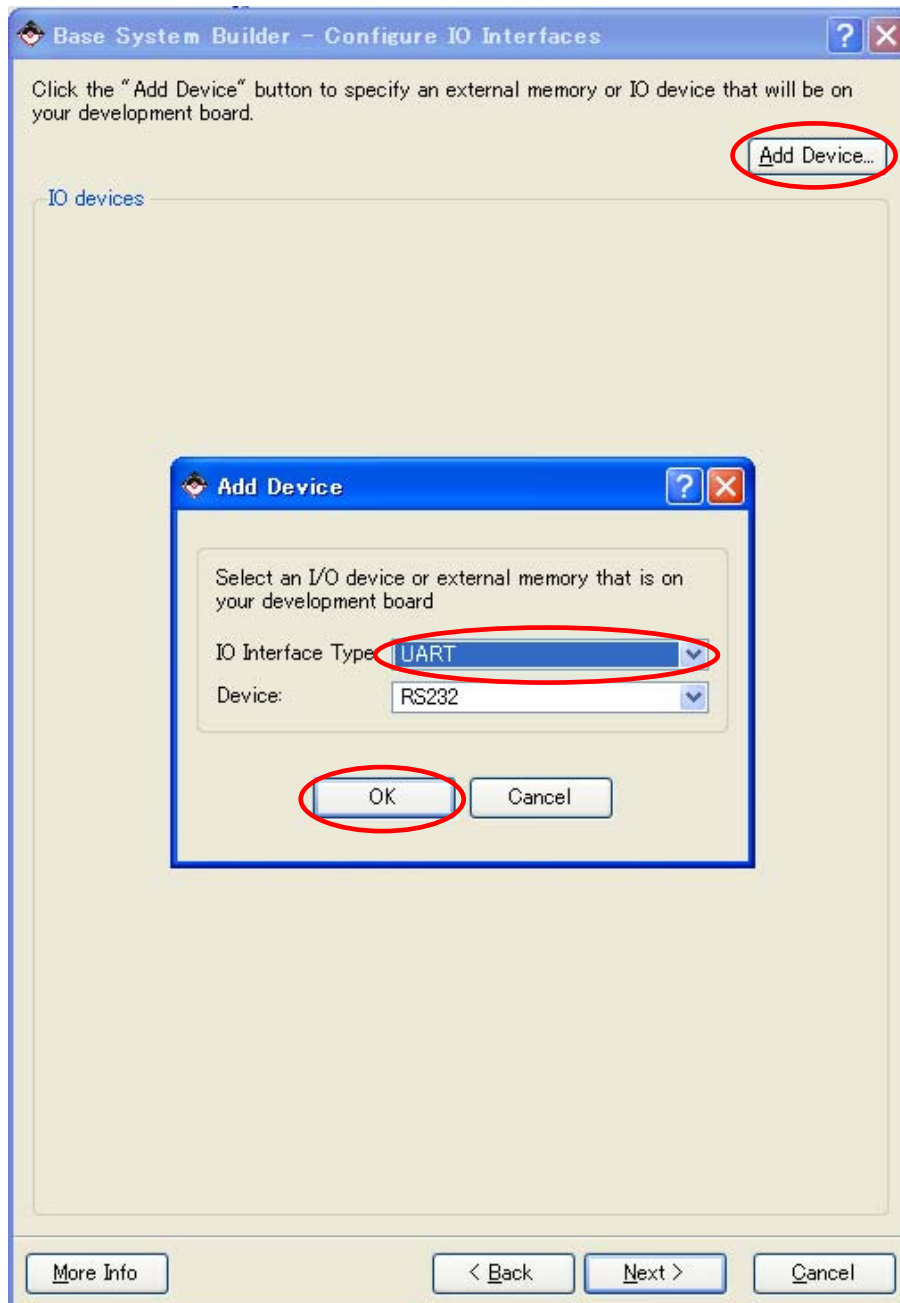 Base System Builder - Configure IO Interfaces
Click the "Add Device" button to specify an external memory or IO device that will be on
your development board.
Add Device...
IO devices
Add Device
Select an I/O device or external memory that is on
your development board
IO Interface Type
UART
Device:
RS232
OK
Cancel
More Info
< Back
Next >
Cancel